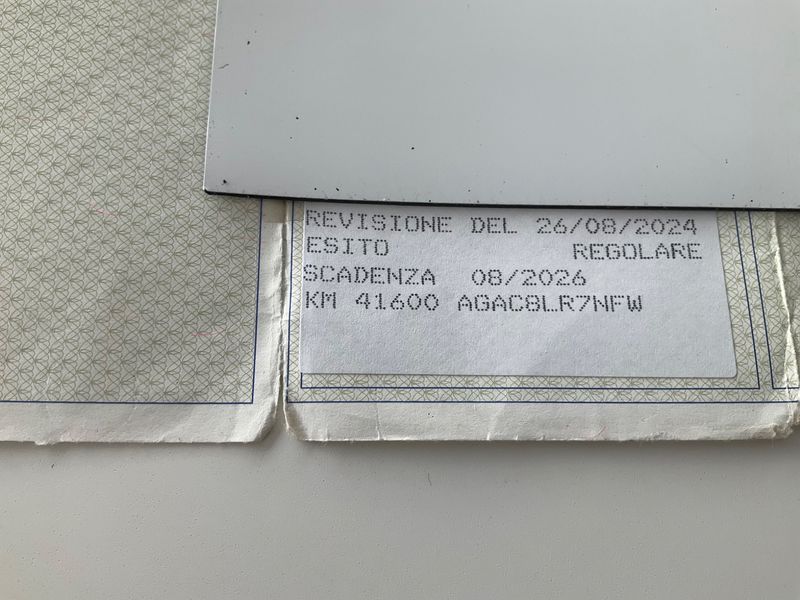 REVISIONE DEL 26/08/2024
ESITO REGOLARE
SCADENZA 08/2026
KM 41600 AGAC8LR7NFW